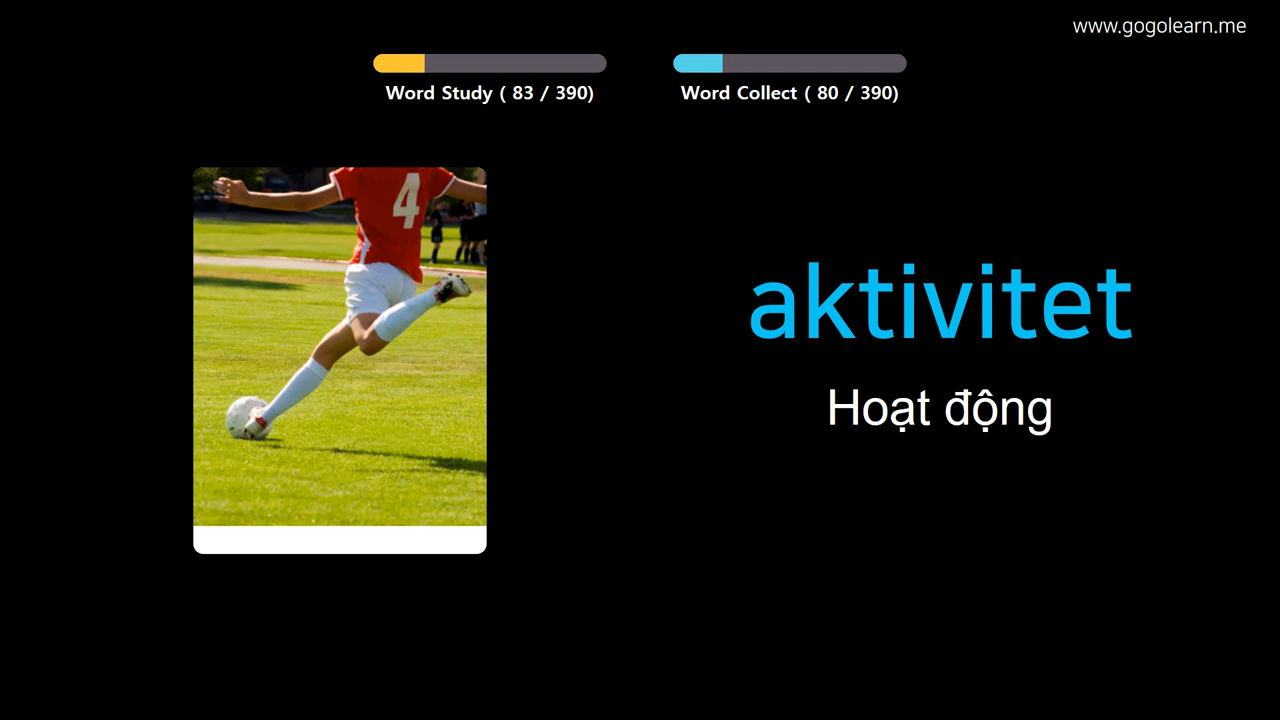 www.gogolearn.me
Word Study ( 83 / 390)
Word Collect ( 80 / 390)
4
aktivitet
Hoạt động